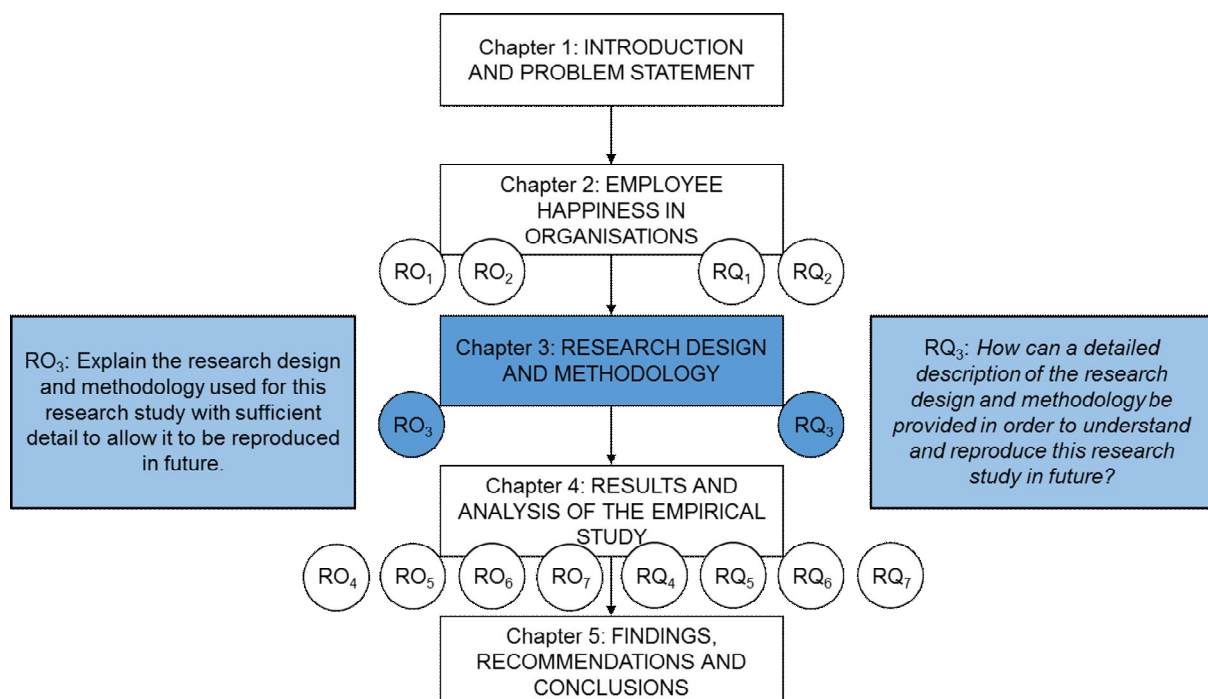 Chapter 1: INTRODUCTION
AND PROBLEM STATEMENT
Chapter 2: EMPLOYEE
HAPPINESS IN
ORGANISATIONS
RO₁ RO₂ RQ₁ RQ₂
RO₃: Explain the research design
and methodology used for this
research study with sufficient
detail to allow it to be reproduced
in future.
Chapter 3: RESEARCH DESIGN
AND METHODOLOGY
RO₃ RQ₃
RQ₃: How can a detailed
description of the research
design and methodology be
provided in order to understand
and reproduce this research
study in future?
Chapter 4: RESULTS AND
ANALYSIS OF THE EMPIRICAL
STUDY
RO₄ RO₅ RO₆ RO₇ RQ₄ RQ₅ RQ₆ RQ₇
Chapter 5: FINDINGS,
RECOMMENDATIONS AND
CONCLUSIONS